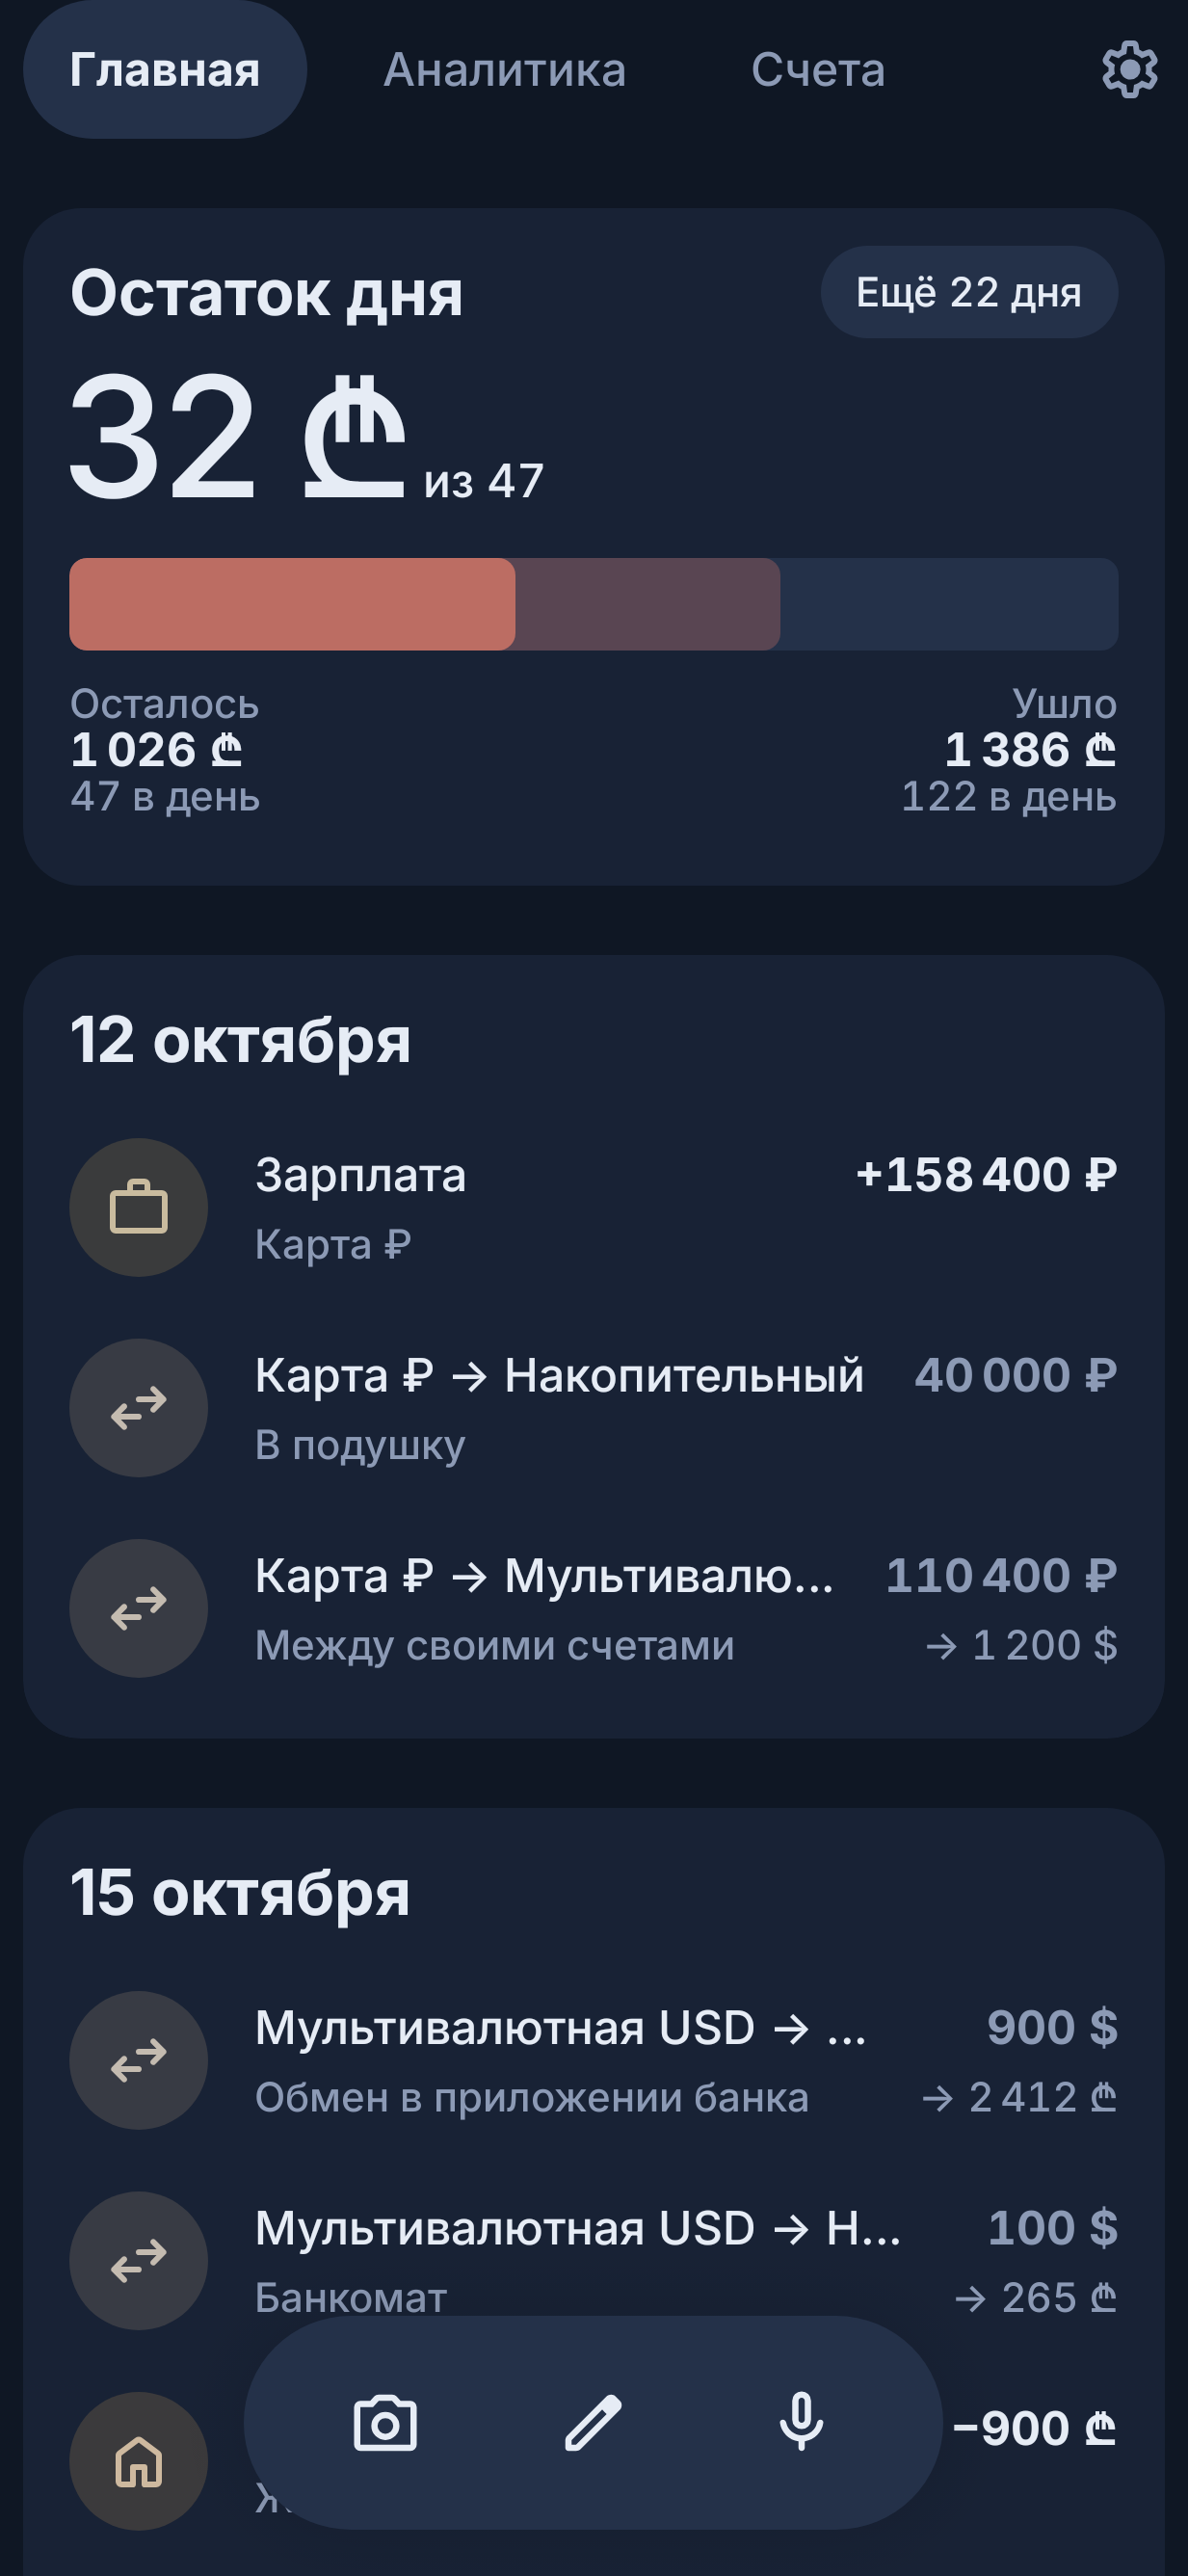 Главная Аналитика Счета
Остаток дня Ещё 22 дня
32 ₾ из 47
Осталось Ушло
1 026 ₾ 1 386 ₾
47 в день 122 в день
12 октября
Зарплата +158 400 ₽
Карта ₽
Карта ₽ → Накопительный 40 000 ₽
В подушку
Карта ₽ → Мультивалю... 110 400 ₽
Между своими счетами → 1 200 $
15 октября
Мультивалютная USD → ... 900 $
Обмен в приложении банка → 2 412 ₾
Мультивалютная USD → Н... 100 $
Банкомат → 265 ₾
−900 ₾